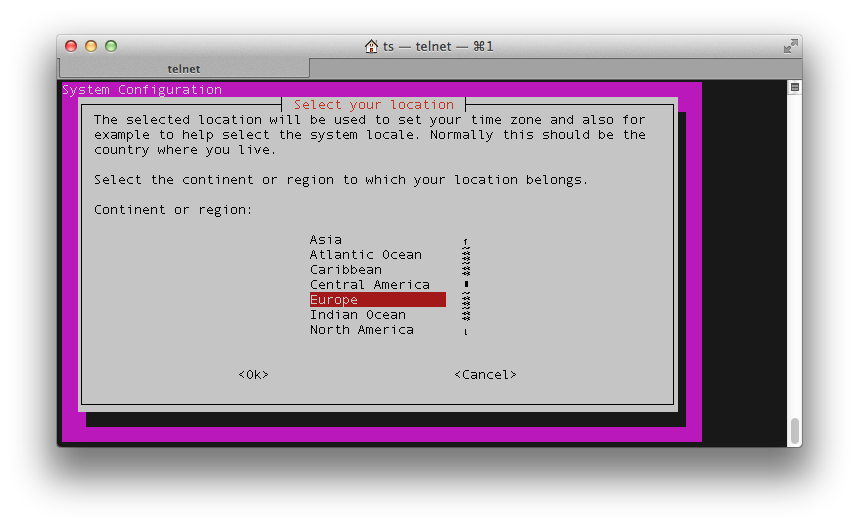 ts — telnet — ⌘1
telnet
System Configuration
Select your location
The selected location will be used to set your time zone and also for
example to help select the system locale. Normally this should be the
country where you live.
Select the continent or region to which your location belongs.
Continent or region:
Asia
Atlantic Ocean
Caribbean
Central America
Europe
Indian Ocean
North America
<Ok> <Cancel>